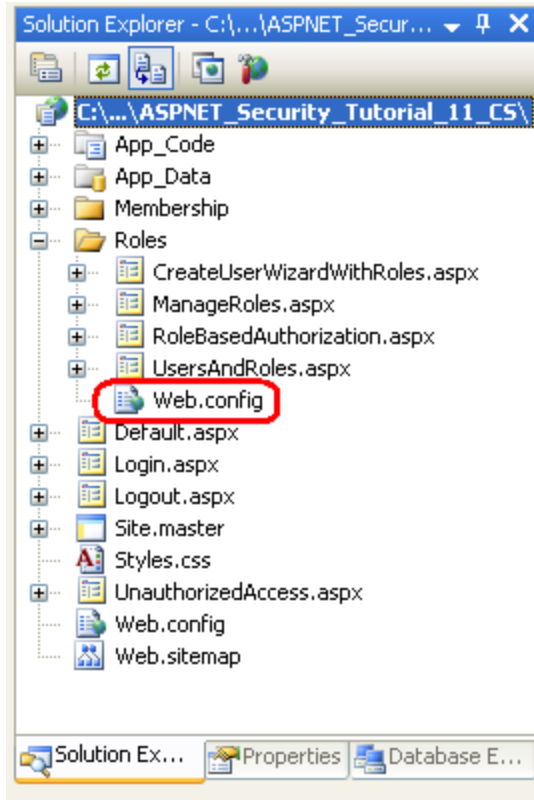 Solution Explorer - C:\...\ASPNET_Secur...
C:\...\ASPNET_Security_Tutorial_11_CS\
App_Code
App_Data
Membership
Roles
CreateUserWizardWithRoles.aspx
ManageRoles.aspx
RoleBasedAuthorization.aspx
UsersAndRoles.aspx
Web.config
Default.aspx
Login.aspx
Logout.aspx
Site.master
Styles.css
UnauthorizedAccess.aspx
Web.config
Web.sitemap
Solution Ex... Properties Database E...